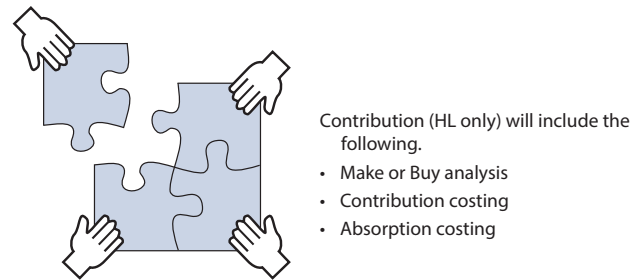 Contribution (HL only) will include the
following.
• Make or Buy analysis
• Contribution costing
• Absorption costing